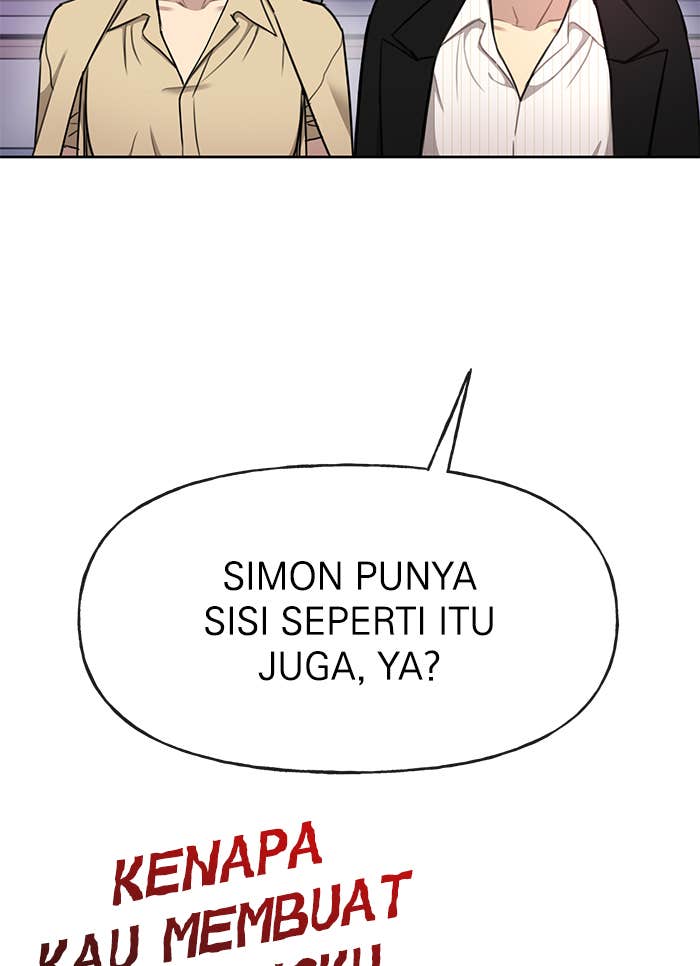 SIMON PUNYA
SISI SEPERTI ITU
JUGA, YA?
KENAPA
KAU MEMBUAT